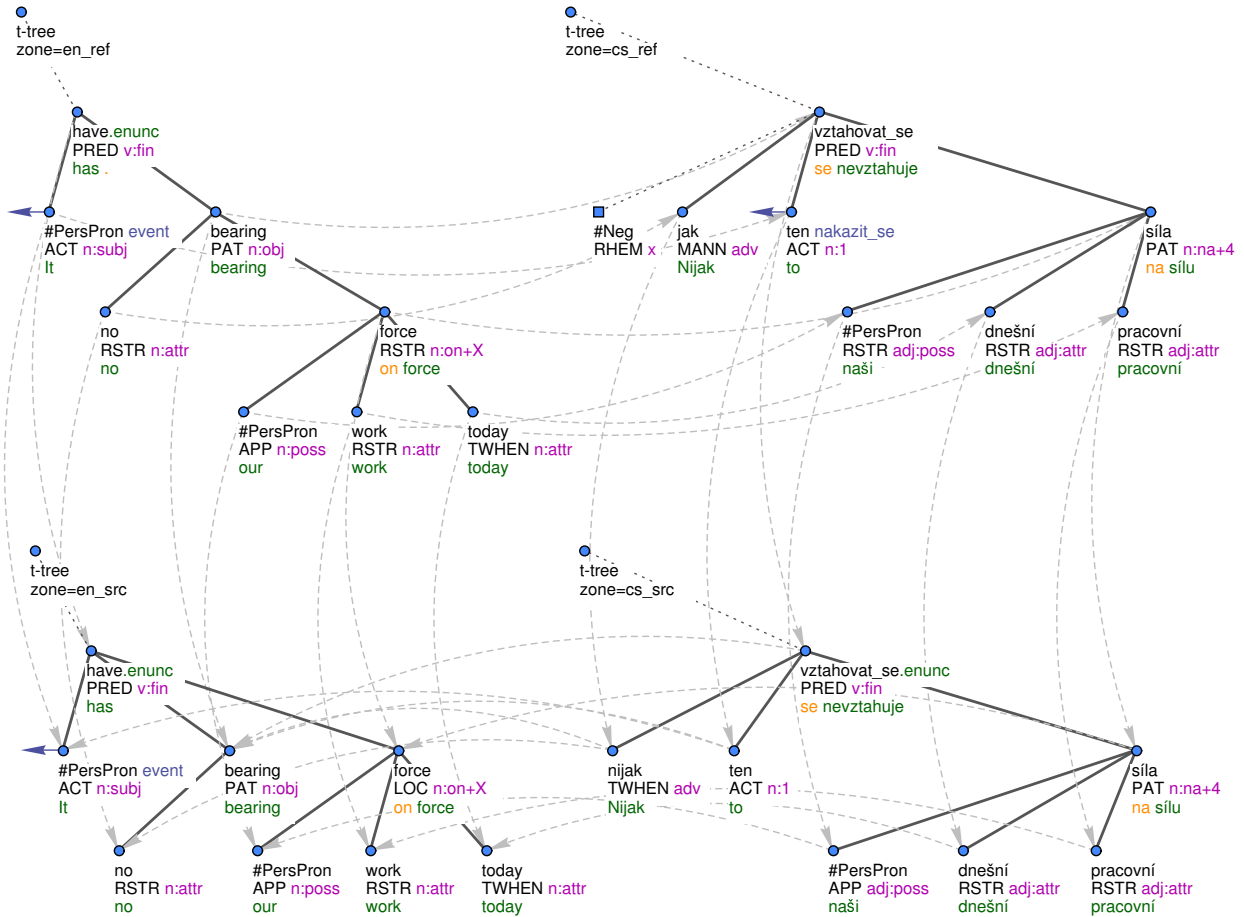 t-tree
zone=en_ref
t-tree
zone=cs_ref
have.enunc
PRED v:fin
has .
vztahovat_se
PRED v:fin
se nevztahuje
#PersPron event
ACT n:subj
It
bearing
PAT n:obj
bearing
#Neg
RHEM x
jak
MANN adv
Nijak
ten nakazit_se
ACT n:1
to
síla
PAT n:na+4
na sílu
no
RSTR n:attr
no
force
RSTR n:on+X
on force
#PersPron
RSTR adj:poss
naši
dnešní
RSTR adj:attr
dnešní
pracovní
RSTR adj:attr
pracovní
#PersPron
APP n:poss
our
work
RSTR n:attr
work
today
TWHEN n:attr
today
t-tree
zone=en_src
t-tree
zone=cs_src
have.enunc
PRED v:fin
has
vztahovat_se.enunc
PRED v:fin
se nevztahuje
#PersPron event
ACT n:subj
It
bearing
PAT n:obj
bearing
force
LOC n:on+X
on force
nijak
TWHEN adv
Nijak
ten
ACT n:1
to
síla
PAT n:na+4
na sílu
no
RSTR n:attr
no
#PersPron
APP n:poss
our
work
RSTR n:attr
work
today
TWHEN n:attr
today
#PersPron
APP adj:poss
naši
dnešní
RSTR adj:attr
dnešní
pracovní
RSTR adj:attr
pracovní